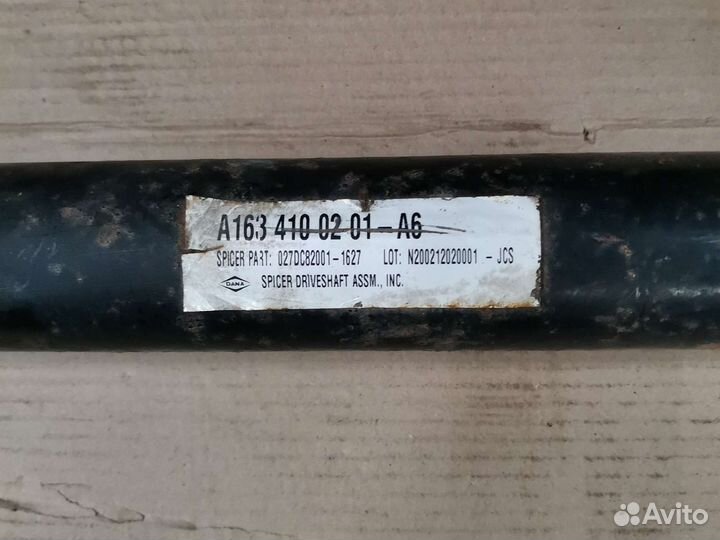 A163 410 02 01-A6
SPICER PART: 027DC82001-1627 LOT: N200212020001 - JCS
DANA SPICER DRIVESHAFT ASSM., INC.
Avito